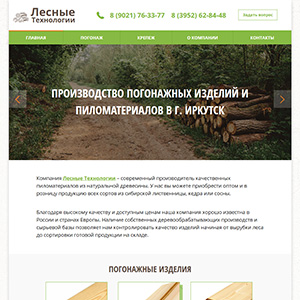 Лесные
Технологии
8 (9021) 76-33-77
8 (3952) 62-84-48
Задать вопрос
ГЛАВНАЯ
ПОГОНАЖ
КРЕПЕЖ
О КОМПАНИИ
КОНТАКТЫ
ПРОИЗВОДСТВО ПОГОНАЖНЫХ ИЗДЕЛИЙ И
ПИЛОМАТЕРИАЛОВ В Г. ИРКУТСК
Компания Лесные Технологии – современный производитель качественных
пиломатериалов из натуральной древесины. У нас вы можете приобрести оптом и в
розницу продукцию всех сортов из сибирской лиственницы, кедра или сосны.
Благодаря высокому качеству и доступным ценам наша компания хорошо известна в
России и странах Европы. Наличие собственных деревообрабатывающих производств и
сырьевой базы позволяет нам контролировать качество изделий начиная от вырубки леса
до сортировки готовой продукции на складе.
ПОГОНАЖНЫЕ ИЗДЕЛИЯ